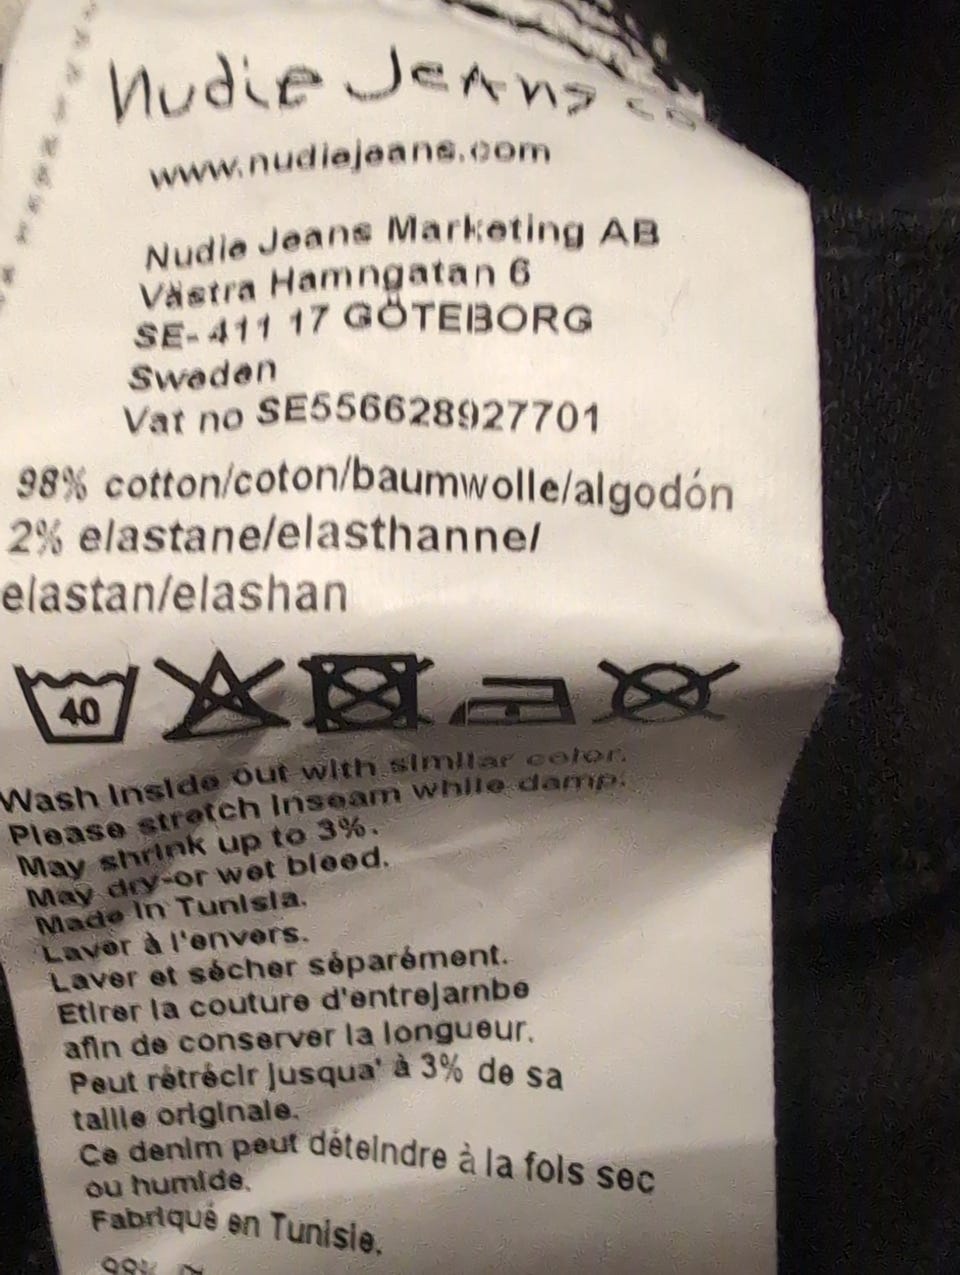 Nudie Jeans co
www.nudiejeans.com
Nudie Jeans Marketing AB
Västra Hamngatan 6
SE-411 17 GÖTEBORG
Sweden
Vat no SE556628927701
98% cotton/coton/baumwolle/algodón
2% elastane/elasthanne/
elastan/elashan
40
Wash inside out with similar color.
Please stretch inseam while damp.
May shrink up to 3%.
May dry-or wet bleed.
Made in Tunisia.
Laver à l'envers.
Laver et sécher séparément.
Etirer la couture d'entrejambe
afin de conserver la longueur.
Peut rétrécir jusqua' à 3% de sa
taille originale.
Ce denim peut déteindre à la fois sec
ou humide.
Fabriqué en Tunisie.
98%